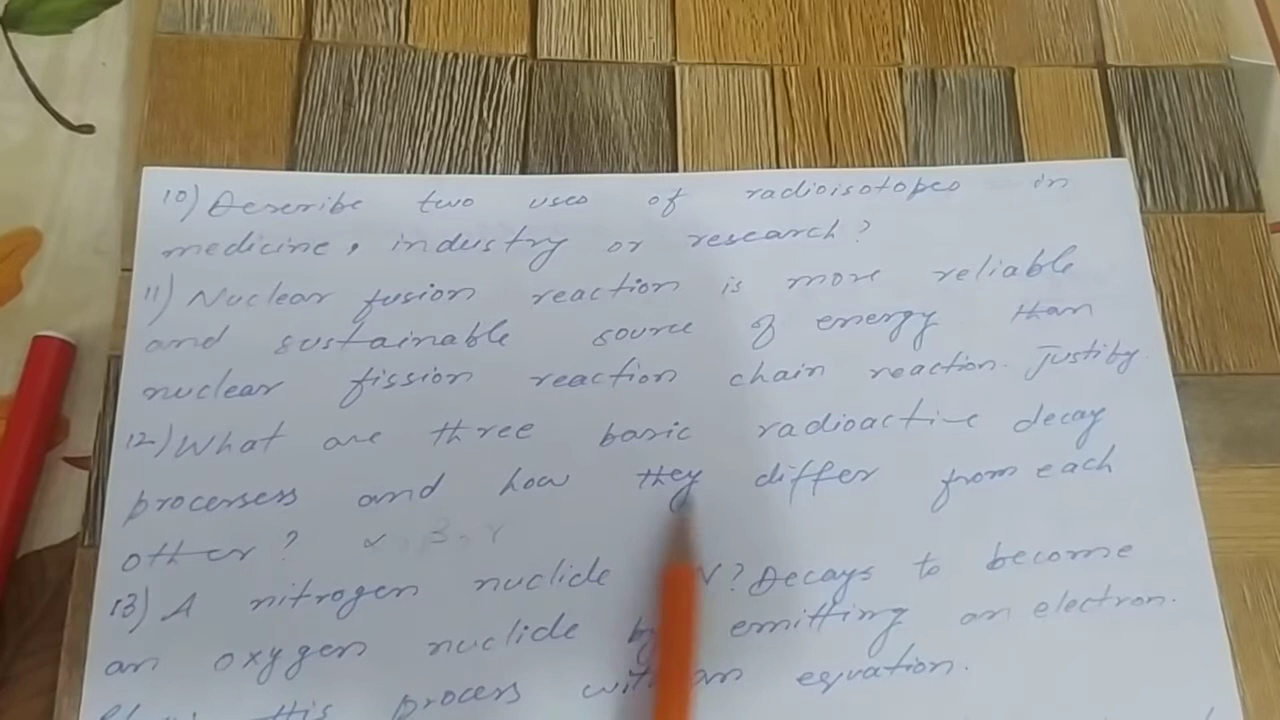 10) Describe two uses of radioisotopes in
medicine, industry or research?
11) Nuclear fusion reaction is more reliable
and sustainable source of energy than
nuclear fission reaction chain reaction. Justify
12) What are three basic radioactive decay
processes and how they differ from each
other? α
13) A nitrogen nuclide ? Decays to become
an oxygen nuclide by emitting an electron.
this process with an equation.